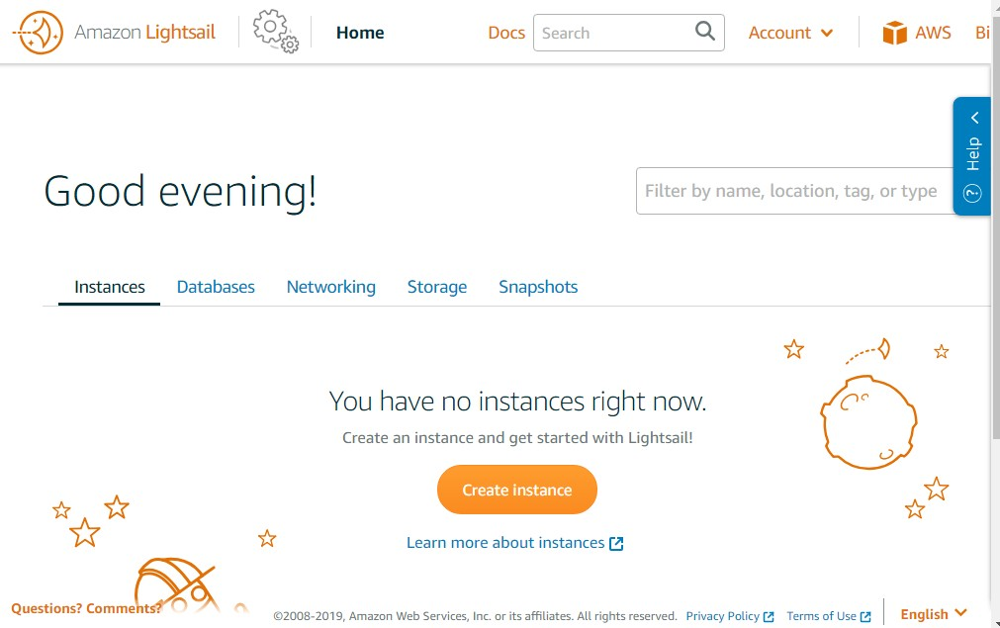 Amazon Lightsail Home Docs Search Account AWS Bi
Help
Good evening!
Filter by name, location, tag, or type
Instances Databases Networking Storage Snapshots
You have no instances right now.
Create an instance and get started with Lightsail!
Create instance
Learn more about instances
Questions? Comments?
©2008-2019, Amazon Web Services, Inc. or its affiliates. All rights reserved. Privacy Policy Terms of Use English